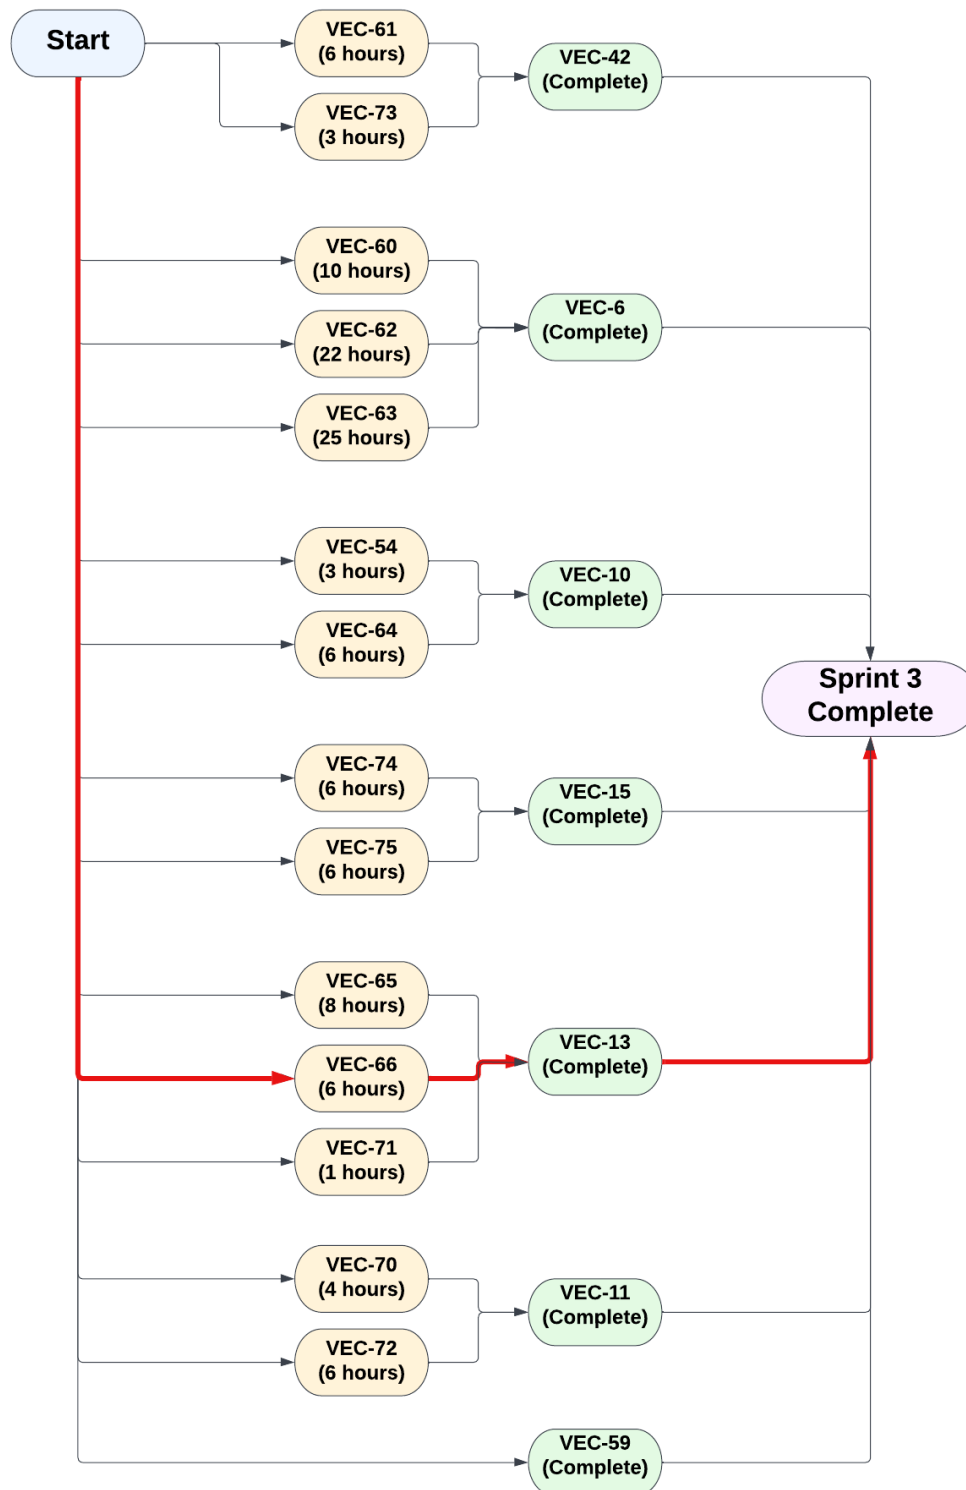 Start
VEC-61
(6 hours)
VEC-73
(3 hours)
VEC-42
(Complete)
VEC-60
(10 hours)
VEC-62
(22 hours)
VEC-63
(25 hours)
VEC-6
(Complete)
VEC-54
(3 hours)
VEC-64
(6 hours)
VEC-10
(Complete)
Sprint 3
Complete
VEC-74
(6 hours)
VEC-75
(6 hours)
VEC-15
(Complete)
VEC-65
(8 hours)
VEC-66
(6 hours)
VEC-71
(1 hours)
VEC-13
(Complete)
VEC-70
(4 hours)
VEC-72
(6 hours)
VEC-11
(Complete)
VEC-59
(Complete)